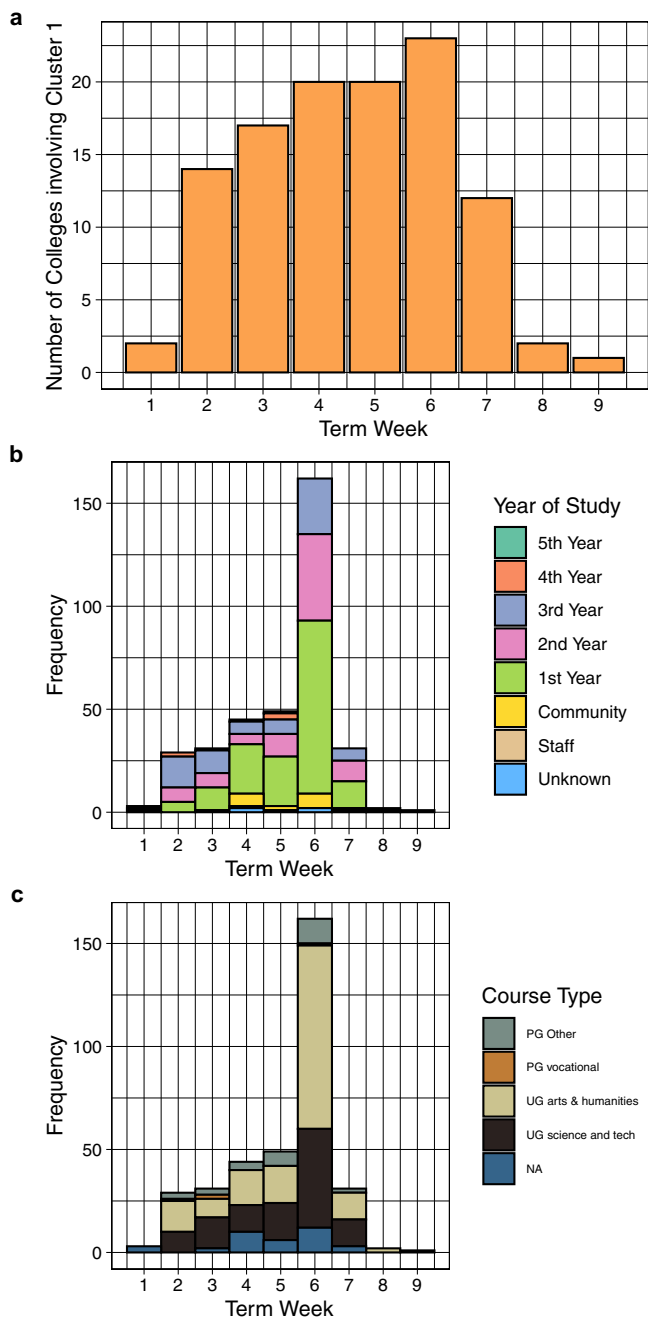 a
Number of Colleges involving Cluster 1
20
15
10
5
0
1 2 3 4 5 6 7 8 9
Term Week
b
Frequency
150
100
50
0
1 2 3 4 5 6 7 8 9
Term Week
Year of Study
5th Year
4th Year
3rd Year
2nd Year
1st Year
Community
Staff
Unknown
c
Frequency
150
100
50
0
1 2 3 4 5 6 7 8 9
Term Week
Course Type
PG Other
PG vocational
UG arts & humanities
UG science and tech
NA